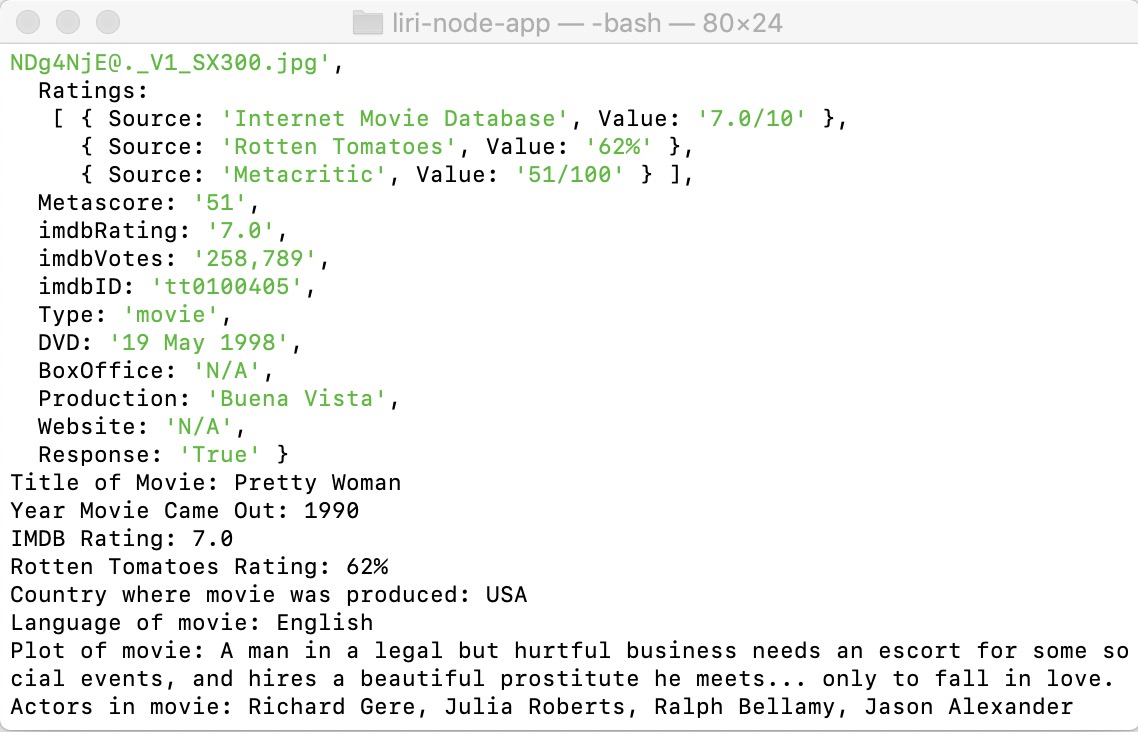 liri-node-app — -bash — 80×24
NDg4NjE@._V1_SX300.jpg',
  Ratings:
   [ { Source: 'Internet Movie Database', Value: '7.0/10' },
     { Source: 'Rotten Tomatoes', Value: '62%' },
     { Source: 'Metacritic', Value: '51/100' } ],
  Metascore: '51',
  imdbRating: '7.0',
  imdbVotes: '258,789',
  imdbID: 'tt0100405',
  Type: 'movie',
  DVD: '19 May 1998',
  BoxOffice: 'N/A',
  Production: 'Buena Vista',
  Website: 'N/A',
  Response: 'True' }
Title of Movie: Pretty Woman
Year Movie Came Out: 1990
IMDB Rating: 7.0
Rotten Tomatoes Rating: 62%
Country where movie was produced: USA
Language of movie: English
Plot of movie: A man in a legal but hurtful business needs an escort for some so
cial events, and hires a beautiful prostitute he meets... only to fall in love.
Actors in movie: Richard Gere, Julia Roberts, Ralph Bellamy, Jason Alexander